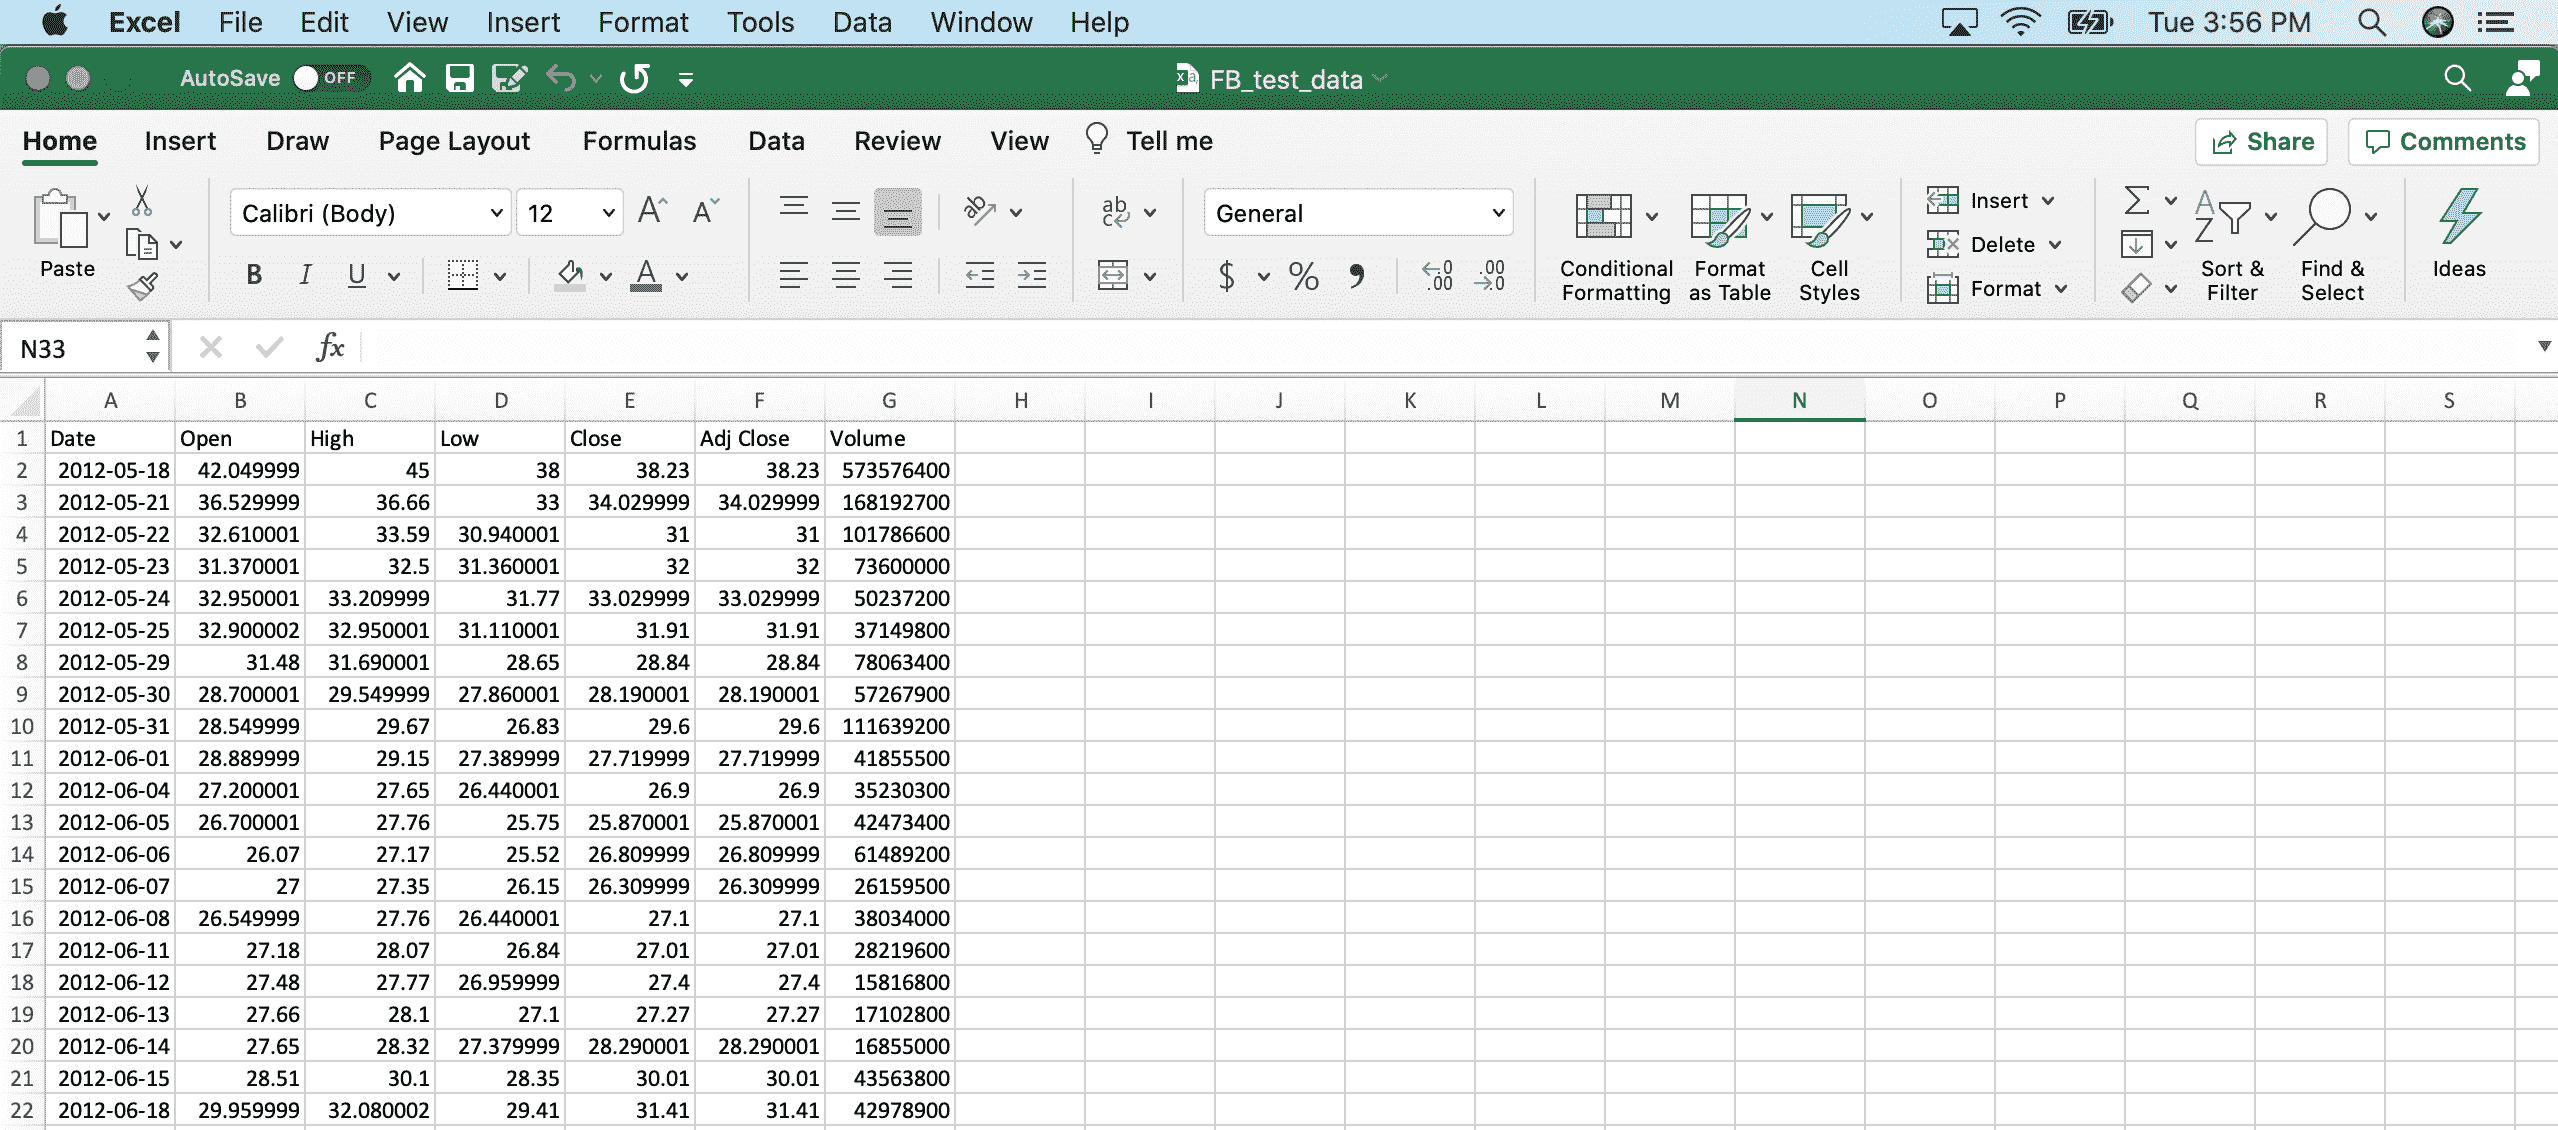 Excel File Edit View Insert Format Tools Data Window Help Tue 3:56 PM
AutoSave OFF FB_test_data
Home Insert Draw Page Layout Formulas Data Review View Tell me Share Comments
Paste Calibri (Body) 12 General Conditional Formatting Format as Table Cell Styles Insert Delete Format Sort & Filter Find & Select Ideas
N33 fx
A B C D E F G H I J K L M N O P Q R S
1 Date Open High Low Close Adj Close Volume
2 2012-05-18 42.049999 45 38 38.23 38.23 573576400
3 2012-05-21 36.529999 36.66 33 34.029999 34.029999 168192700
4 2012-05-22 32.610001 33.59 30.940001 31 31 101786600
5 2012-05-23 31.370001 32.5 31.360001 32 32 73600000
6 2012-05-24 32.950001 33.209999 31.77 33.029999 33.029999 50237200
7 2012-05-25 32.900002 32.950001 31.110001 31.91 31.91 37149800
8 2012-05-29 31.48 31.690001 28.65 28.84 28.84 78063400
9 2012-05-30 28.700001 29.549999 27.860001 28.190001 28.190001 57267900
10 2012-05-31 28.549999 29.67 26.83 29.6 29.6 111639200
11 2012-06-01 28.889999 29.15 27.389999 27.719999 27.719999 41855500
12 2012-06-04 27.200001 27.65 26.440001 26.9 26.9 35230300
13 2012-06-05 26.700001 27.76 25.75 25.870001 25.870001 42473400
14 2012-06-06 26.07 27.17 25.52 26.809999 26.809999 61489200
15 2012-06-07 27 27.35 26.15 26.309999 26.309999 26159500
16 2012-06-08 26.549999 27.76 26.440001 27.1 27.1 38034000
17 2012-06-11 27.18 28.07 26.84 27.01 27.01 28219600
18 2012-06-12 27.48 27.77 26.959999 27.4 27.4 15816800
19 2012-06-13 27.66 28.1 27.1 27.27 27.27 17102800
20 2012-06-14 27.65 28.32 27.379999 28.290001 28.290001 16855000
21 2012-06-15 28.51 30.1 28.35 30.01 30.01 43563800
22 2012-06-18 29.959999 32.080002 29.41 31.41 31.41 42978900